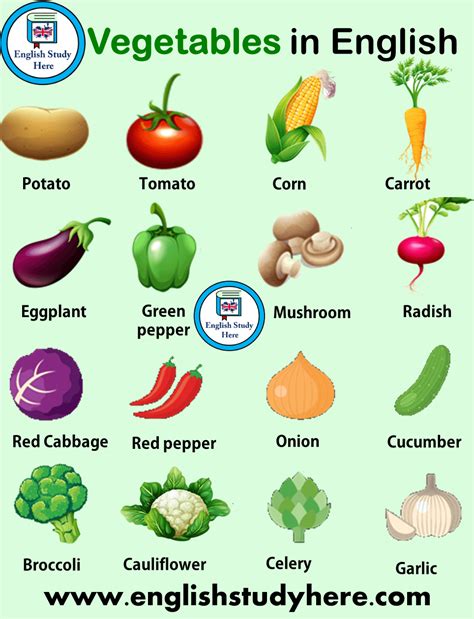 English Study
Here
Vegetables in English
Potato
Tomato
Corn
Carrot
Eggplant
Green
pepper
Mushroom
Radish
English Study
Here
Red Cabbage
Red pepper
Onion
Cucumber
Broccoli
Cauliflower
Celery
Garlic
www.englishstudyhere.com